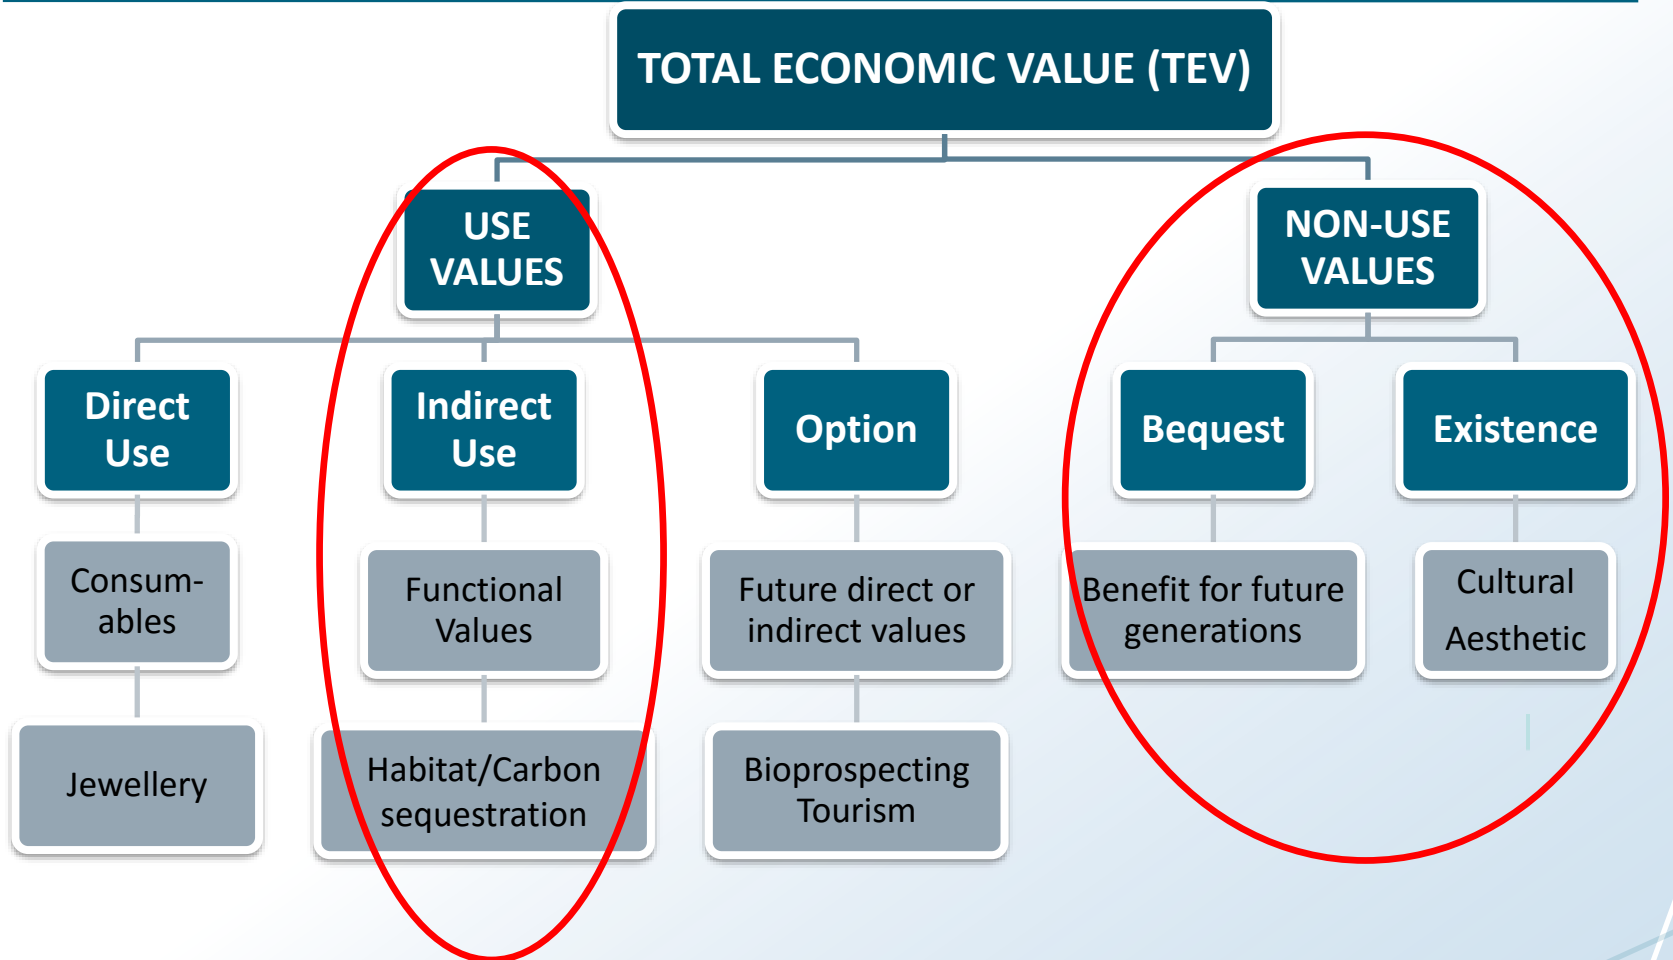 TOTAL ECONOMIC VALUE (TEV)
USE
VALUES
NON-USE
VALUES
Direct
Use
Indirect
Use
Option
Bequest
Existence
Consum-
ables
Functional
Values
Future direct or
indirect values
Benefit for future
generations
Cultural
Aesthetic
Jewellery
Habitat/Carbon
sequestration
Bioprospecting
Tourism